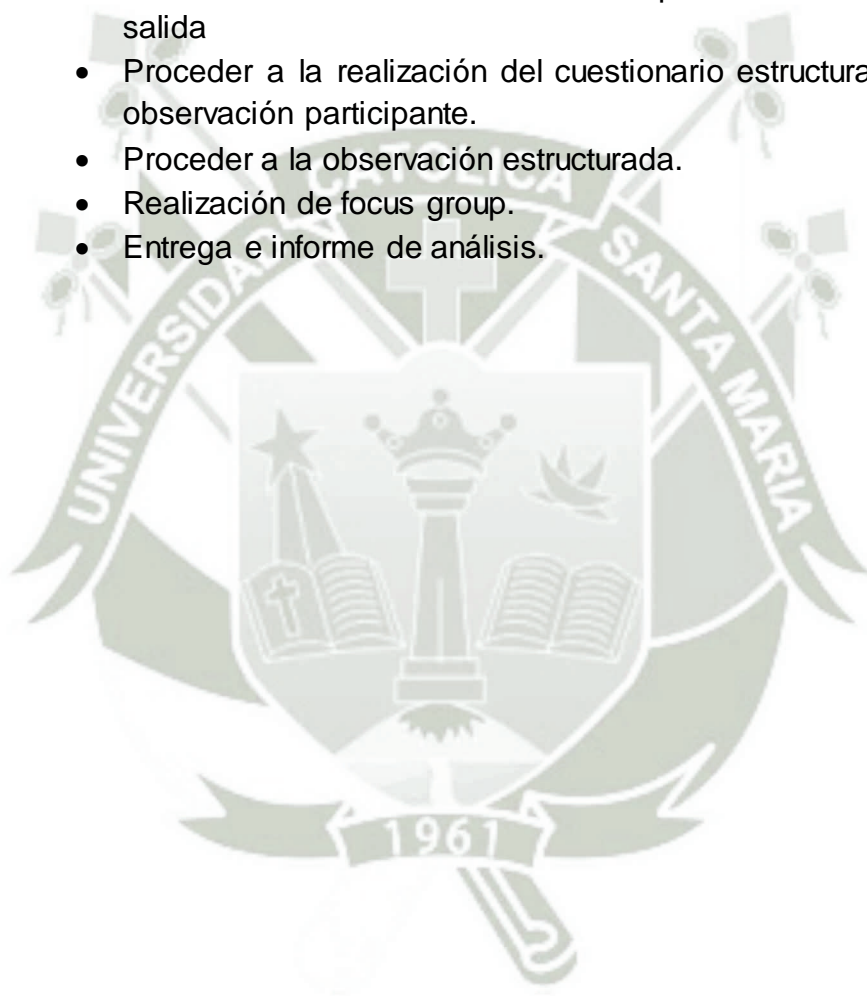 salida
• Proceder a la realización del cuestionario
observación participante.
• Proceder a la observación estructurada.
• Realización de focus group.
• Entrega e informe de análisis.
UNIVERSIDAD CATOLICA SANTA MARIA
1961